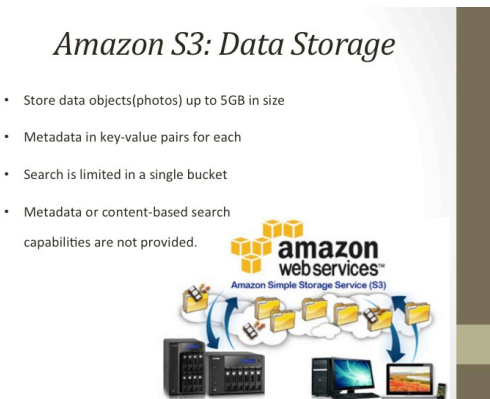 Amazon S3: Data Storage
• Store data objects(photos) up to 5GB in size
• Metadata in key-value pairs for each
• Search is limited in a single bucket
• Metadata or content-based search
capabilities are not provided.
amazon
web services™
Amazon Simple Storage Service (S3)